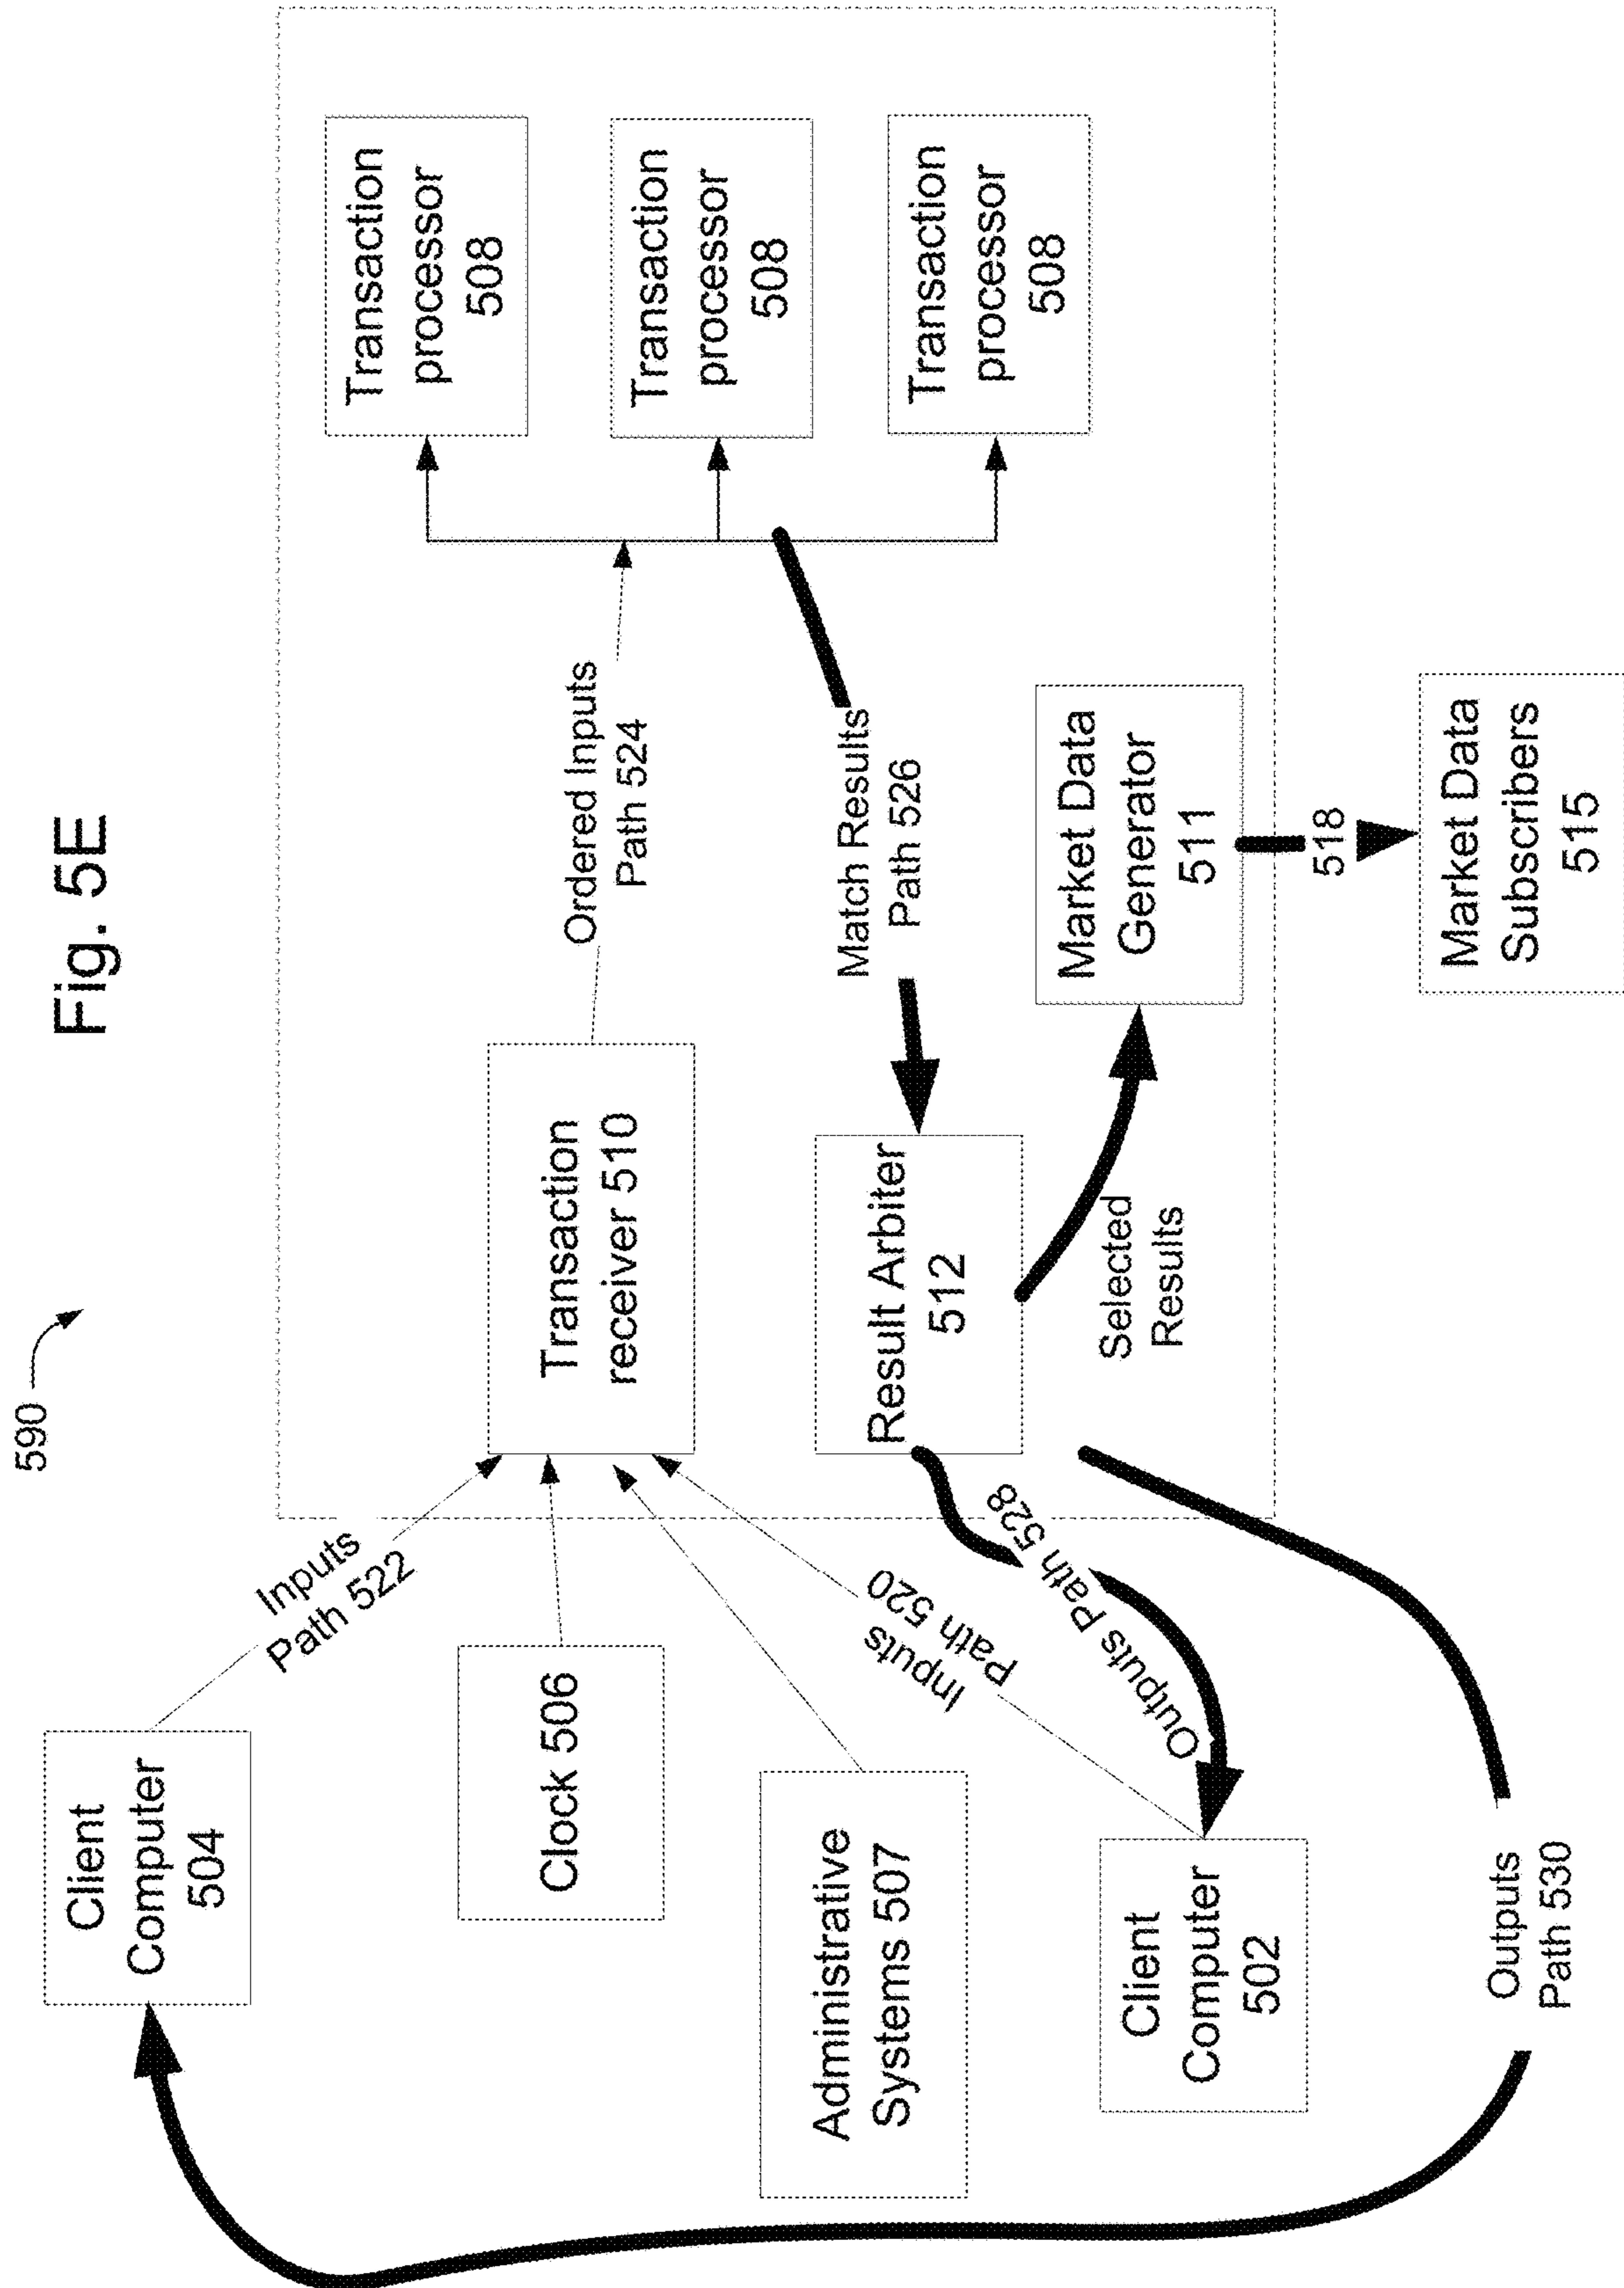 Fig. 5E
590
Client
Computer
504
Inputs
Path 522
Clock 506
Administrative
Systems 507
Inputs
Path 520
Client
Computer
502
Outputs Path 528
Outputs
Path 530
Transaction
receiver 510
Ordered Inputs
Path 524
Transaction
processor
508
Transaction
processor
508
Transaction
processor
508
Match Results
Path 526
Result Arbiter
512
Selected
Results
Market Data
Generator
511
518
Market Data
Subscribers
515